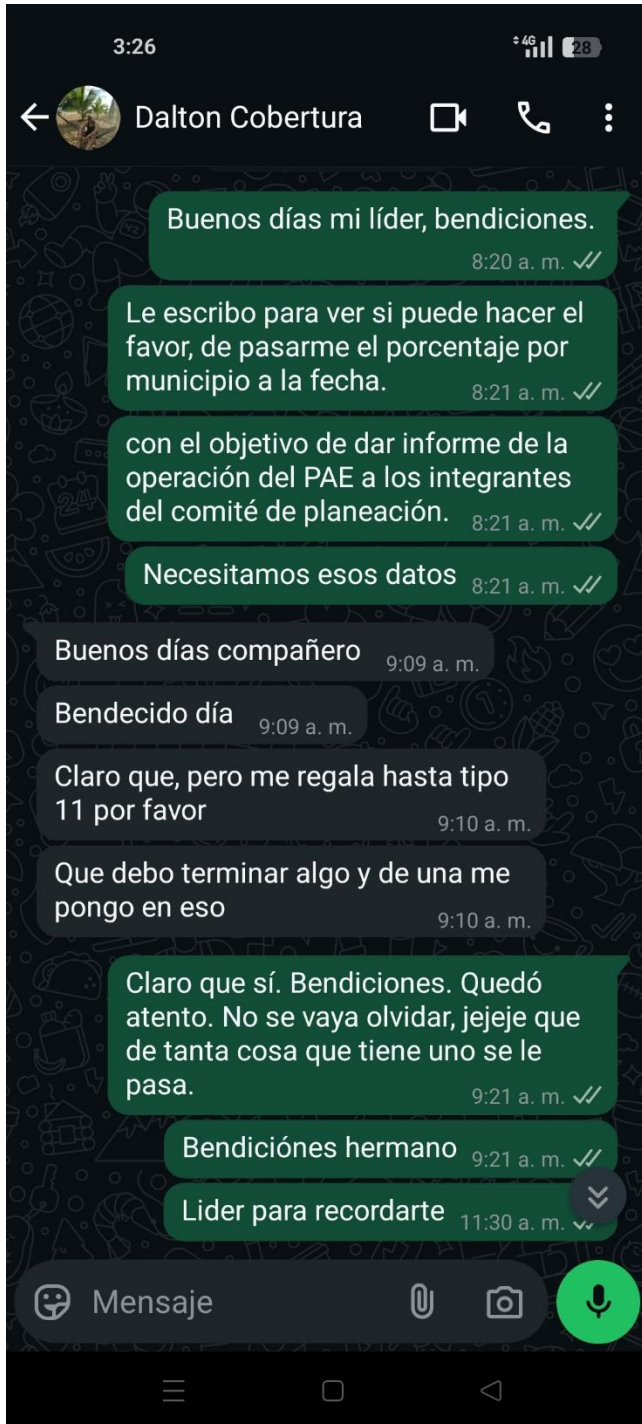 3:26
4G
28
Dalton Cobertura
Buenos días mi líder, bendiciones.
8:20 a. m.
Le escribo para ver si puede hacer el
favor, de pasarme el porcentaje por
municipio a la fecha.
8:21 a. m.
con el objetivo de dar informe de la
operación del PAE a los integrantes
del comité de planeación.
8:21 a. m.
Necesitamos esos datos
8:21 a. m.
Buenos días compañero
9:09 a. m.
Bendecido día
9:09 a. m.
Claro que, pero me regala hasta tipo
11 por favor
9:10 a. m.
Que debo terminar algo y de una me
pongo en eso
9:10 a. m.
Claro que sí. Bendiciones. Quedó
atento. No se vaya olvidar, jejeje que
de tanta cosa que tiene uno se le
pasa.
9:21 a. m.
Bendiciónes hermano
9:21 a. m.
Lider para recordarte
11:30 a. m.
Mensaje